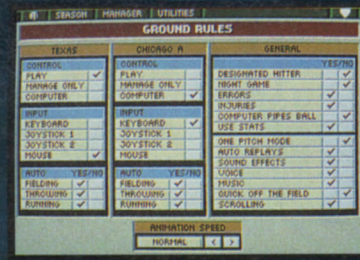 SEASON MANAGER UTILITIES
GROUND RULES
TEXAS
CONTROL
PLAY
MANAGE ONLY
COMPUTER
INPUT
KEYBOARD
JOYSTICK 1
JOYSTICK 2
MOUSE
AUTO YES/NO
FIELDING
THROWING
RUNNING
CHICAGO A
CONTROL
PLAY
MANAGE ONLY
COMPUTER
INPUT
KEYBOARD
JOYSTICK 1
JOYSTICK 2
MOUSE
AUTO YES/NO
FIELDING
THROWING
RUNNING
GENERAL
YES/NO
DESIGNATED HITTER
NIGHT GAME
ERRORS
INJURIES
COMPUTER PIPES BALL
USE STATS
ONE PITCH MODE
AUTO REPLAYS
SOUND EFFECTS
VOICE
MUSIC
QUICK OFF THE FIELD
SCROLLING
ANIMATION SPEED
NORMAL < >